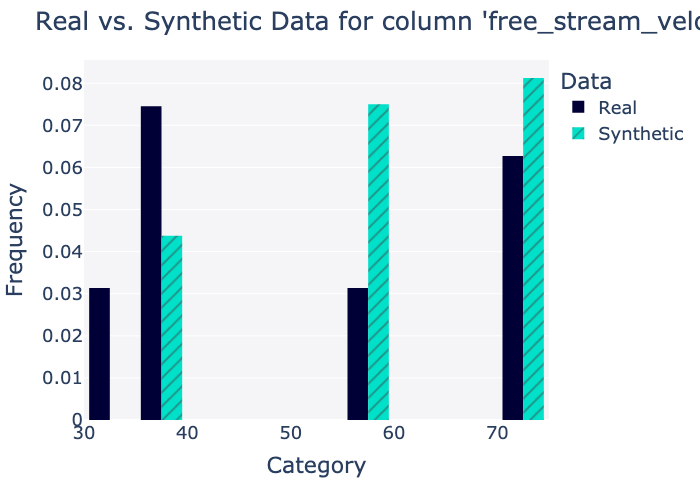 Real vs. Synthetic Data for column 'free_stream_velo
Data
Real
Synthetic
Frequency
0.08
0.07
0.06
0.05
0.04
0.03
0.02
0.01
0
30 40 50 60 70
Category